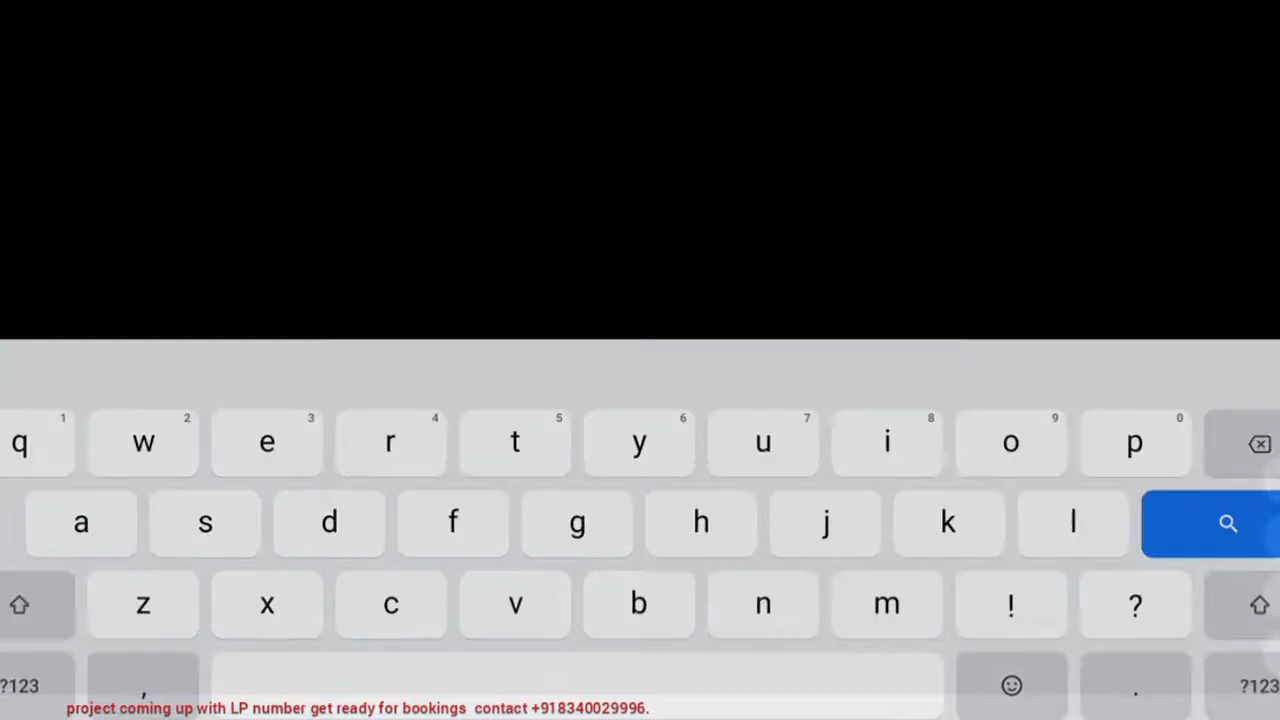 1 2 3 4 5 6 7 8 9 0
q w e r t y u i o p
a s d f g h j k l
z x c v b n m ! ?
?123 , . ?123
project coming up with LP number get ready for bookings contact +918340029996.